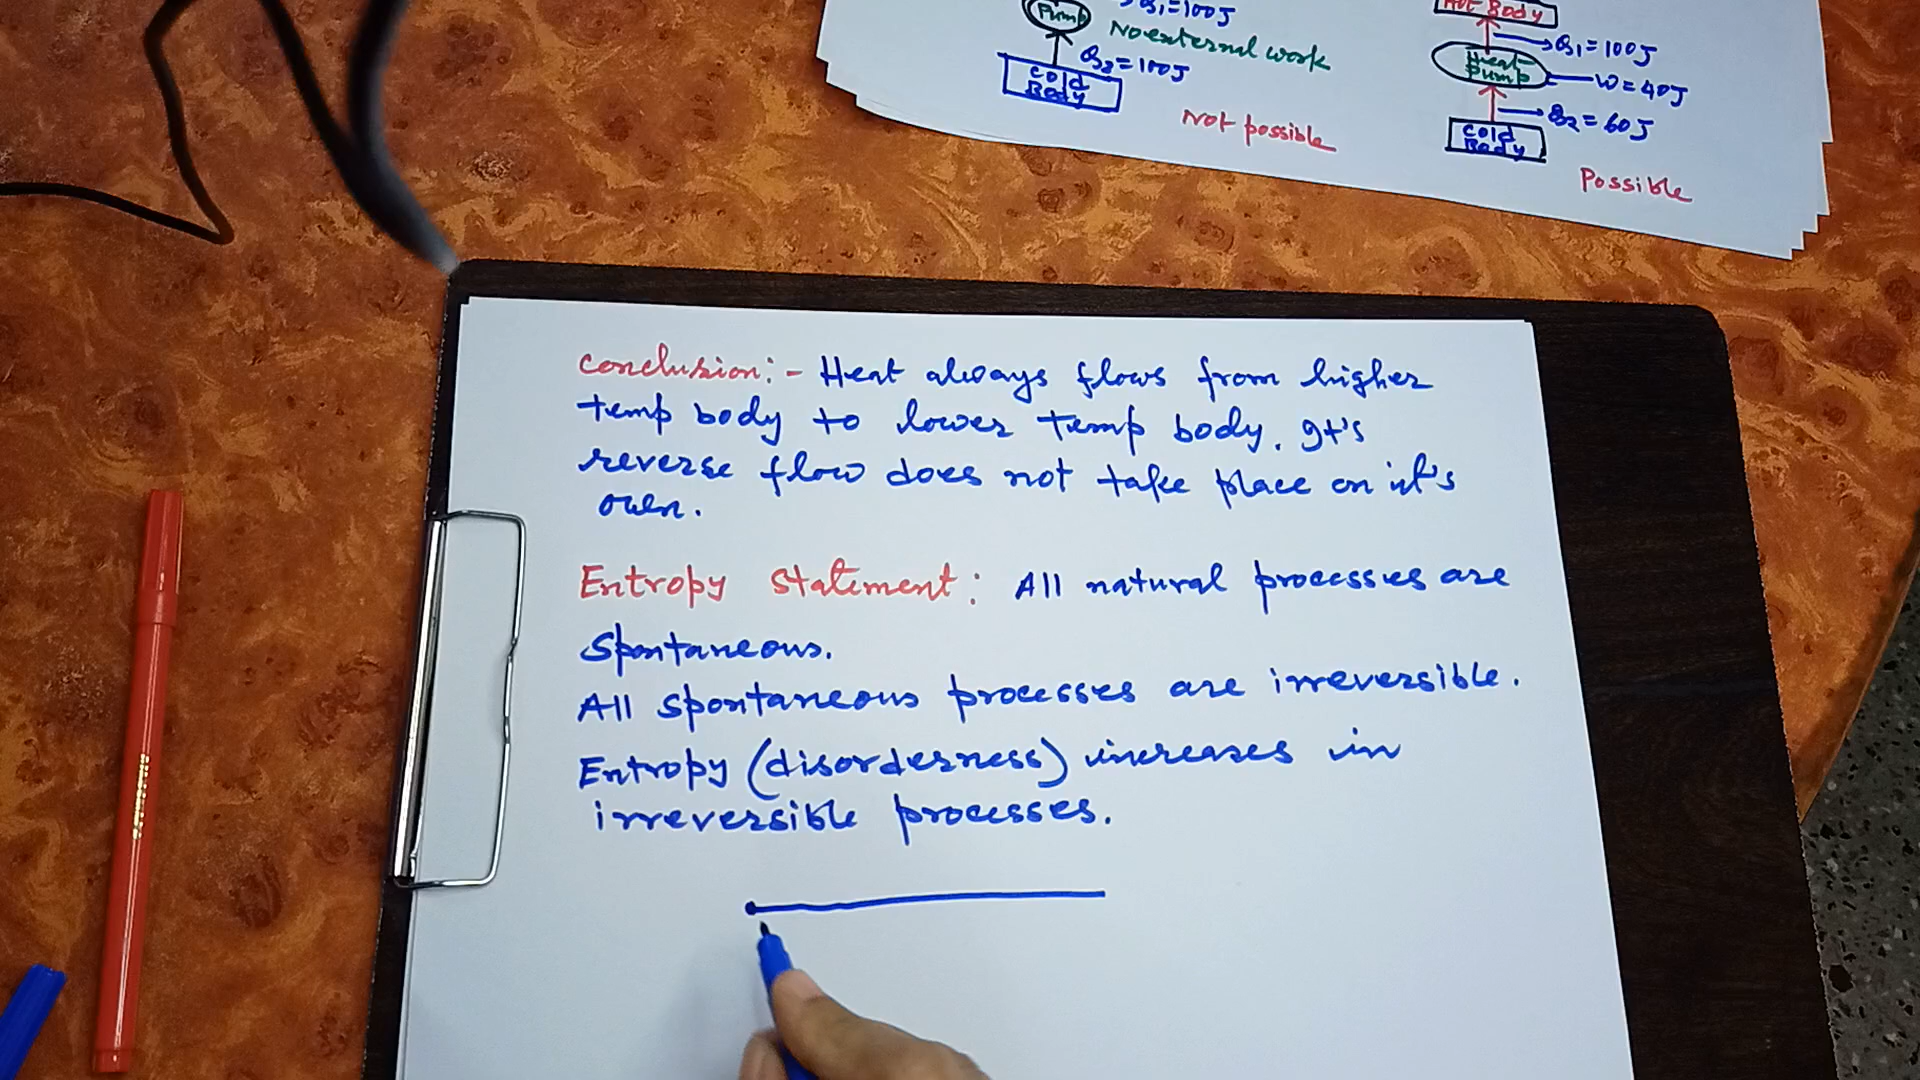 Pump
Q1=100J
No external work
Q2=100J
Cold
Body
Not possible
Hot Body
Q1=100J
Heat
Pump
W=40J
Q2=60J
Cold
Body
Possible
Conclusion:- Heat always flows from higher
temp body to lower temp body. It's
reverse flow does not take place on it's
own.
Entropy Statement: All natural processes are
Spontaneous.
All spontaneous processes are irreversible.
Entropy (disorderness) increases in
irreversible processes.